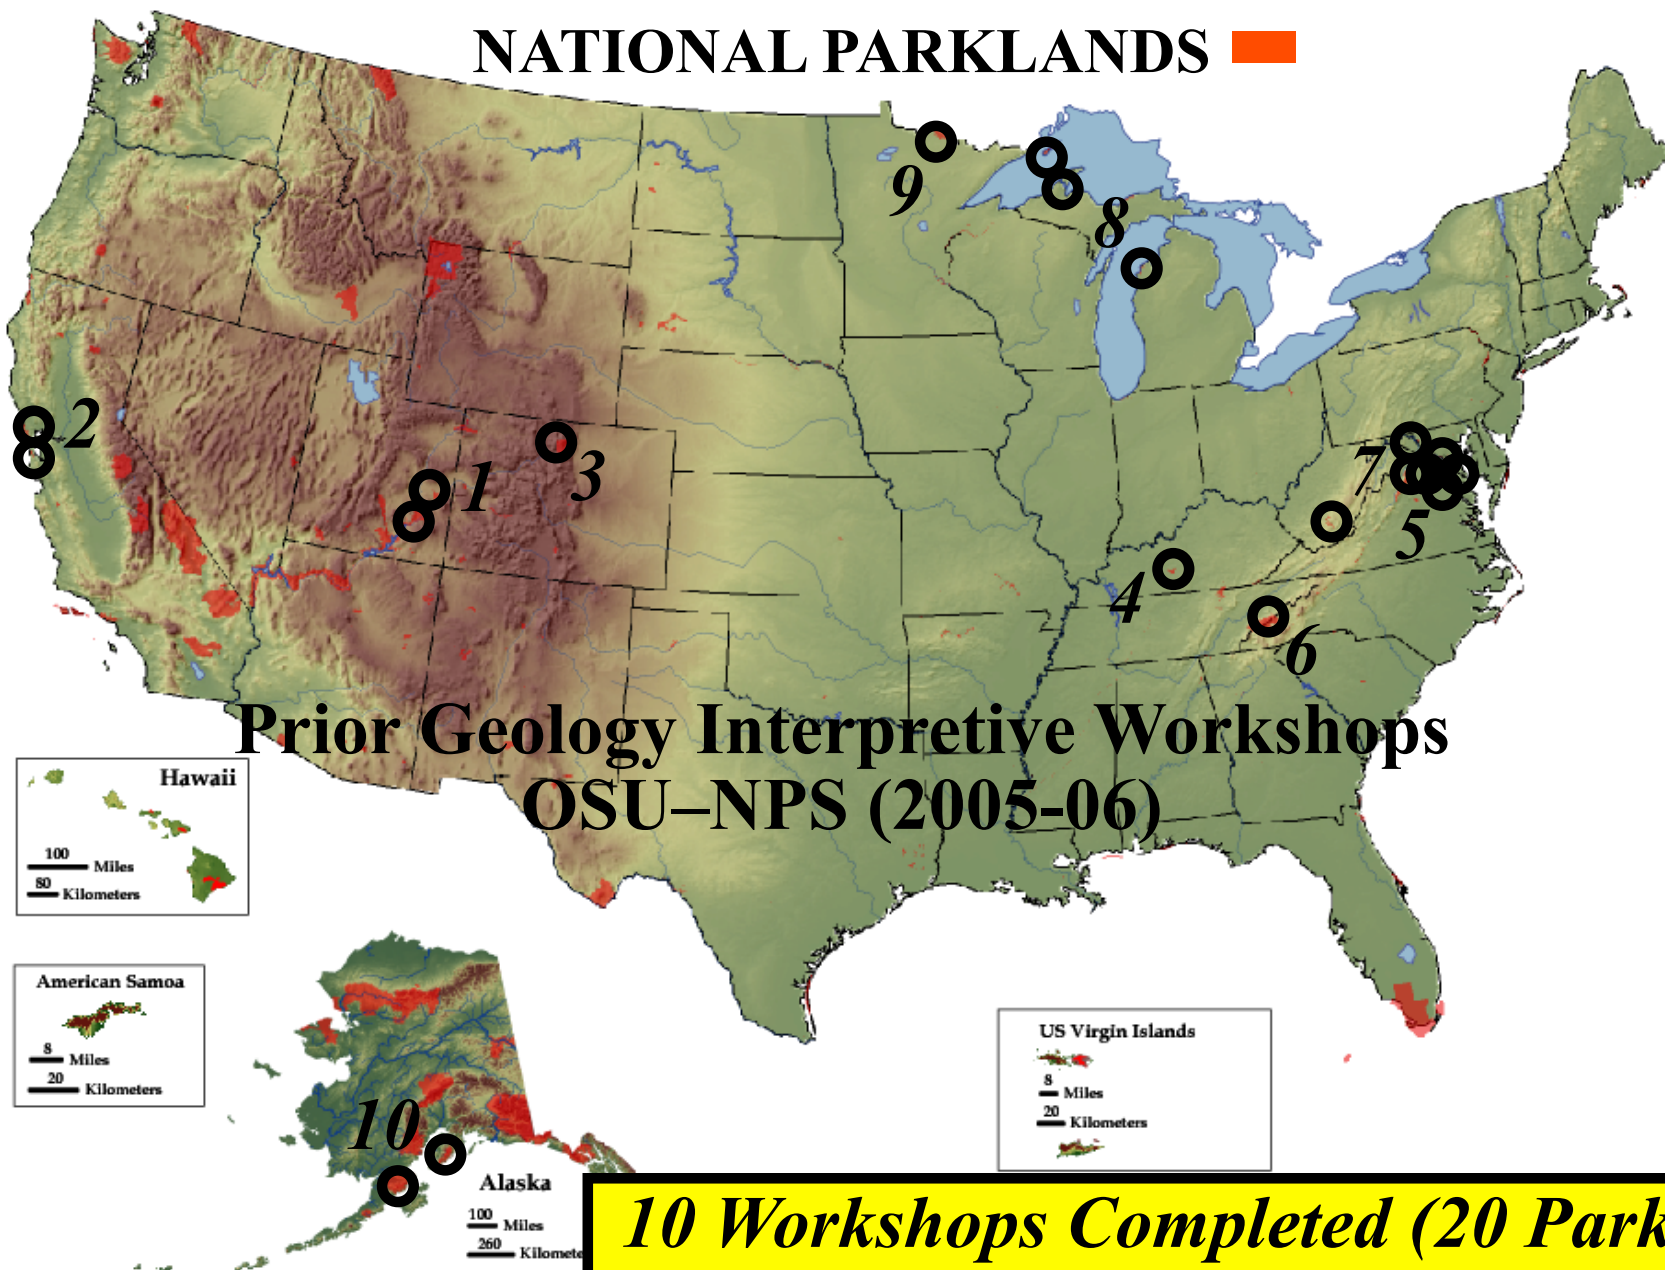 NATIONAL PARKLANDS
9
8
2
1
3
7
5
4
6
Prior Geology Interpretive Workshops
OSU–NPS (2005-06)
Hawaii
100
Miles
80
Kilometers
American Samoa
8
Miles
20
Kilometers
10
Alaska
100
Miles
260
Kilomete
US Virgin Islands
8
Miles
20
Kilometers
10 Workshops Completed (20 Park